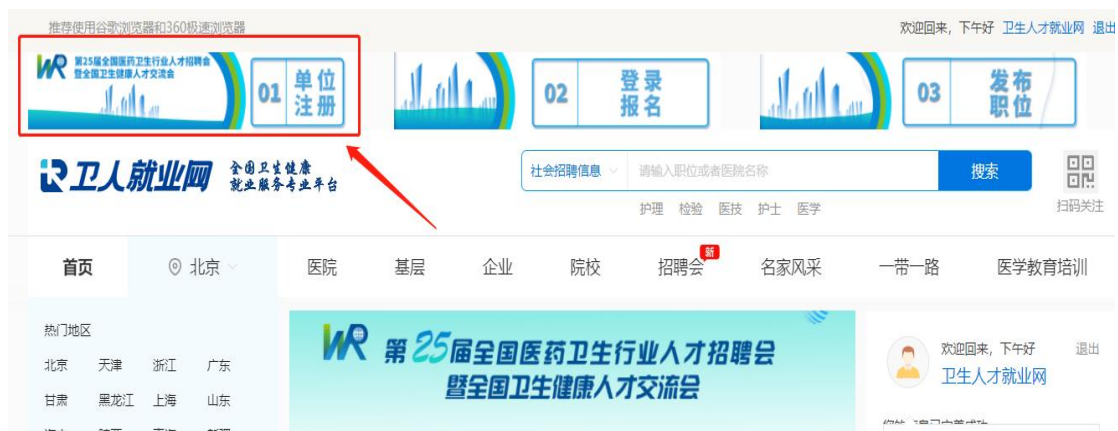 推荐使用谷歌浏览器和360极速浏览器
欢迎回来，下午好 卫生人才就业网 退出
WR 第25届全国医药卫生行业人才招聘会
暨全国卫生健康人才交流会
01 单位
注册
02 登录
报名
03 发布
职位
卫人就业网
全国卫生健康
就业服务专业平台
社会招聘信息 请输入职位或者医院名称 搜索
护理 检验 医技 护士 医学
扫码关注
首页 北京 医院 基层 企业 院校 招聘会 新 名家风采 一带一路 医学教育培训
热门地区
北京 天津 浙江 广东
甘肃 黑龙江 上海 山东
WR 第25届全国医药卫生行业人才招聘会
暨全国卫生健康人才交流会
欢迎回来，下午好 退出
卫生人才就业网